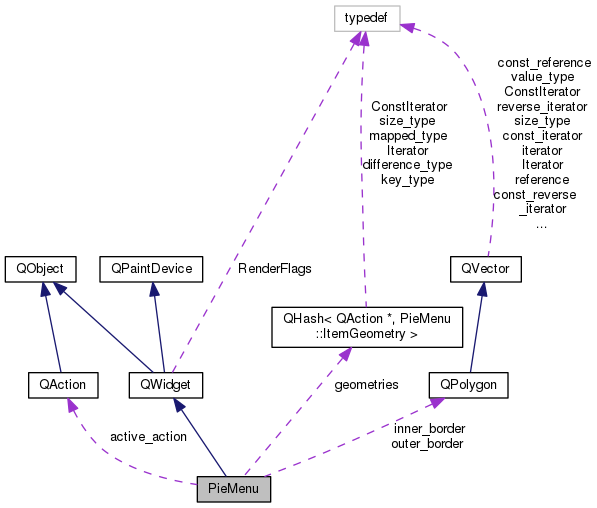 typedef
const_reference
value_type
ConstIterator
reverse_iterator
size_type
const_iterator
iterator
Iterator
reference
const_reverse
_iterator
...
ConstIterator
size_type
mapped_type
Iterator
difference_type
key_type
RenderFlags
QObject
QPaintDevice
QVector
QHash< QAction *, PieMenu
::ItemGeometry >
QAction
QWidget
geometries
QPolygon
active_action
inner_border
outer_border
PieMenu